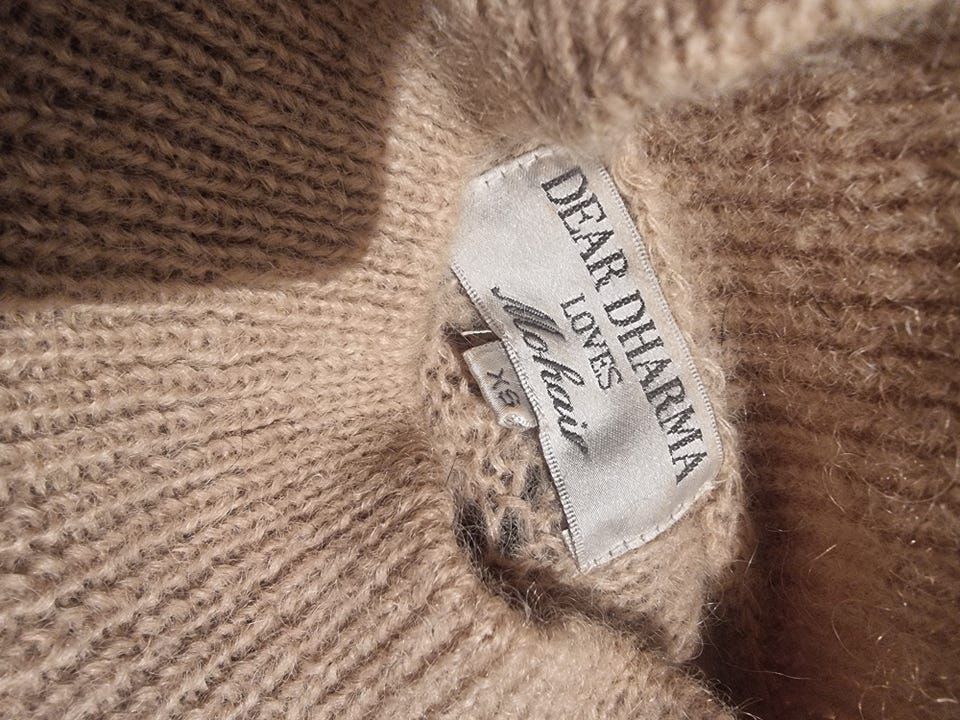 DEAR DHARMA
LOVES
Mohair
XS